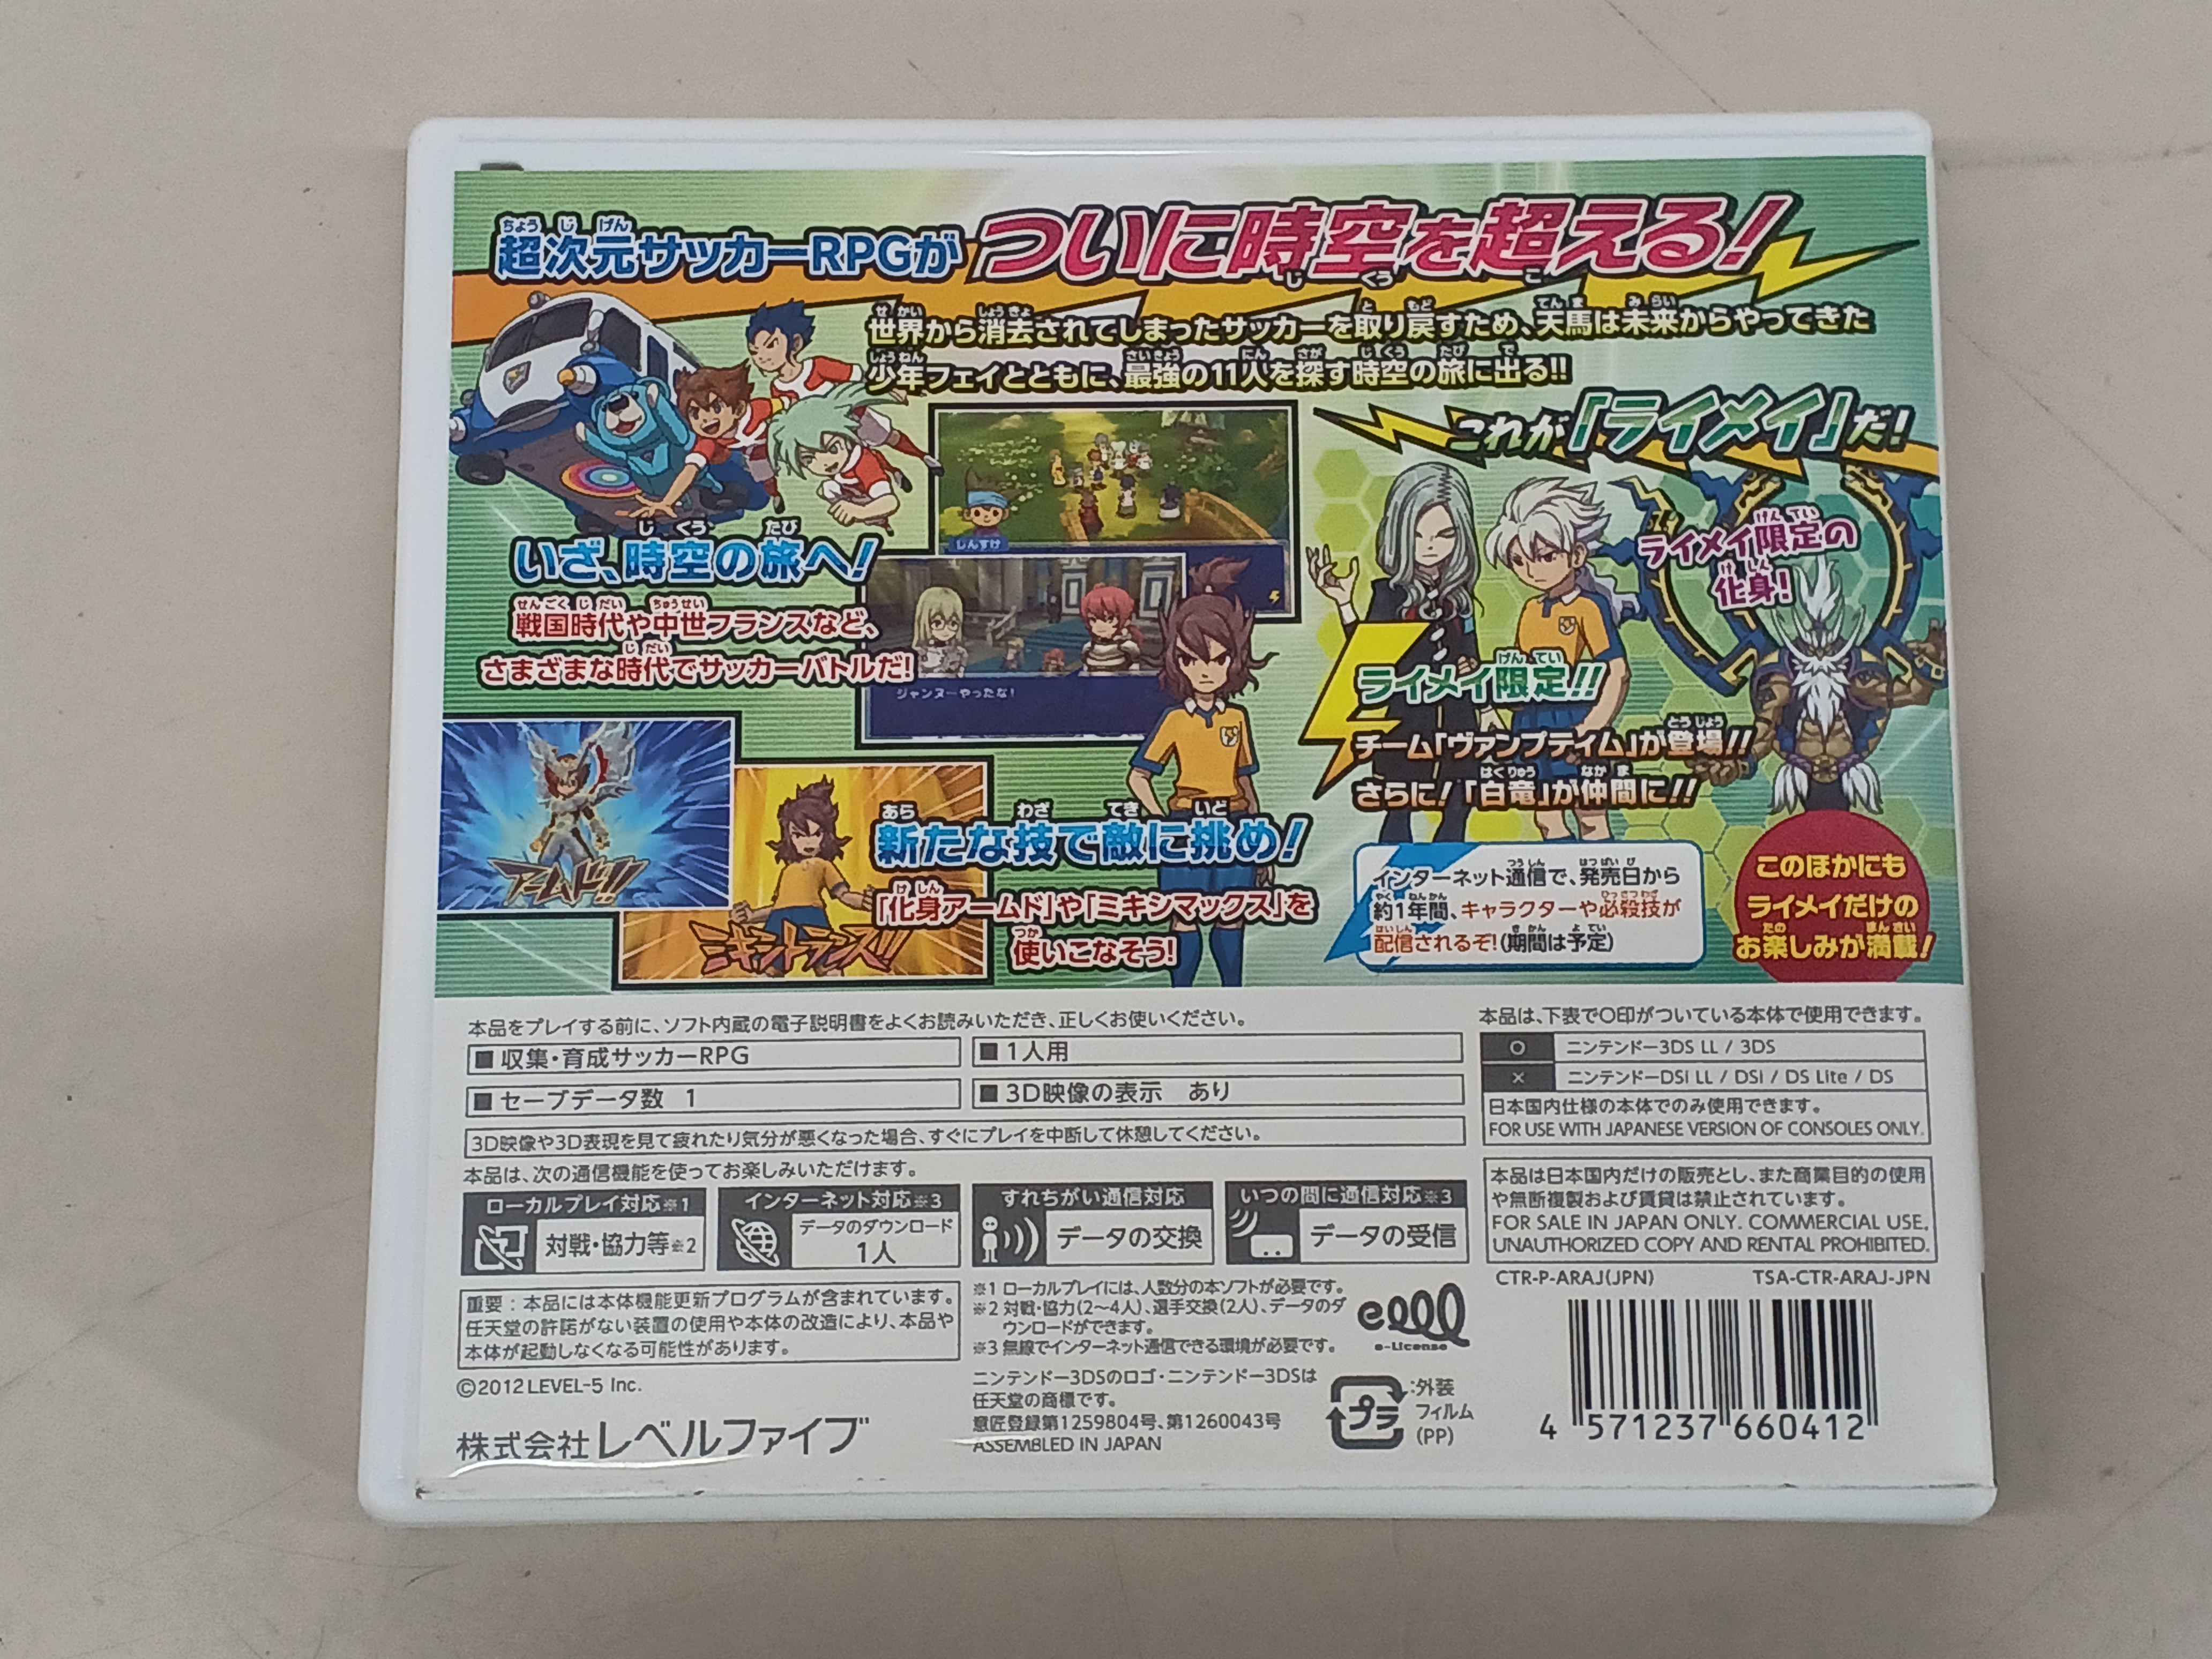 超次元サッカーRPGが ついに時空を超える!
世界から消去されてしまったサッカーを取り戻すため、天馬は未来からやってきた
少年フェイとともに、最強の11人を探す時空の旅に出る!!
いざ、時空の旅へ!
戦国時代や中世フランスなど、
さまざまな時代でサッカーバトルだ!
しんすけ
ジャンヌーやったな!
アームド!!
ミキシトランス!!
新たな技で敵に挑め!
「化身アームド」や「ミキシマックス」を
使いこなそう!
これが「ライメイ」だ!
ライメイ限定の
化身!
ライメイ限定!!
チーム「ヴァンプティム」が登場!!
さらに!「白竜」が仲間に!!
インターネット通信で、発売日から
約1年間、キャラクターや必殺技が
配信されるぞ!(期間は予定)
このほかにも
ライメイだけの
お楽しみが満載!
本品をプレイする前に、ソフト内蔵の電子説明書をよくお読みいただき、正しくお使いください。
■収集・育成サッカーRPG
■1人用
■セーブデータ数 1
■3D映像の表示 あり
3D映像や3D表現を見て疲れたり気分が悪くなった場合、すぐにプレイを中断して休憩してください。
本品は、次の通信機能を使ってお楽しみいただけます。
ローカルプレイ対応※1
対戦・協力等※2
インターネット対応※3
データのダウンロード
1人
すれちがい通信対応
データの交換
いつの間に通信対応※3
データの受信
重要:本品には本体機能更新プログラムが含まれています。
任天堂の許諾がない装置の使用や本体の改造により、本品や
本体が起動しなくなる可能性があります。
©2012 LEVEL-5 Inc.
株式会社レベルファイブ
※1 ローカルプレイには、人数分の本ソフトが必要です。
※2 対戦・協力(2〜4人)、選手交換(2人)、データのダ
ウンロードができます。
※3 無線でインターネット通信できる環境が必要です。
ニンテンドー3DSのロゴ・ニンテンドー3DSは
任天堂の商標です。
意匠登録第1259804号、第1260043号
ASSEMBLED IN JAPAN
e-License
プラ
:外装
フィルム
(PP)
本品は、下表で○印がついている本体で使用できます。
○ ニンテンドー3DS LL / 3DS
× ニンテンドーDSi LL / DSi / DS Lite / DS
日本国内仕様の本体でのみ使用できます。
FOR USE WITH JAPANESE VERSION OF CONSOLES ONLY.
本品は日本国内だけの販売とし、また商業目的の使用
や無断複製および賃貸は禁止されています。
FOR SALE IN JAPAN ONLY. COMMERCIAL USE,
UNAUTHORIZED COPY AND RENTAL PROHIBITED.
CTR-P-ARAJ(JPN)
TSA-CTR-ARAJ-JPN
4 571237 660412